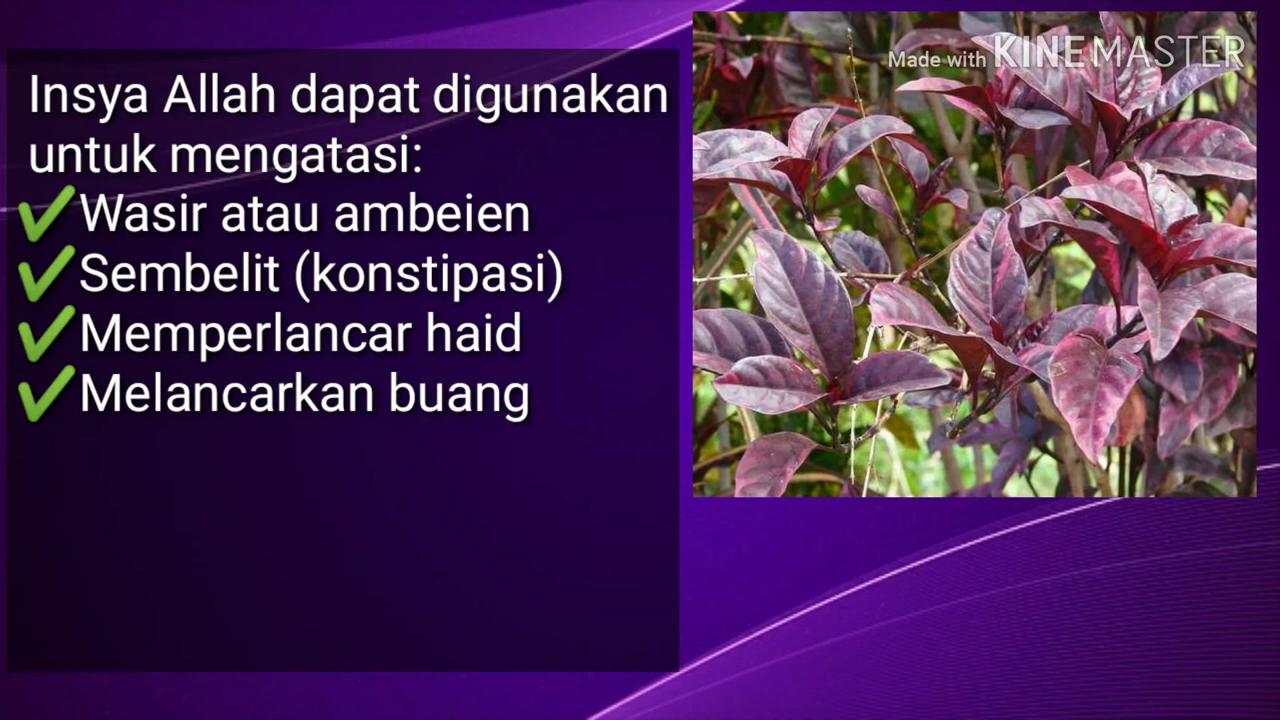 Insya Allah dapat digunakan
untuk mengatasi:
✔Wasir atau ambeien
✔Sembelit (konstipasi)
✔Memperlancar haid
✔Melancarkan buang
Made with KINEMASTER